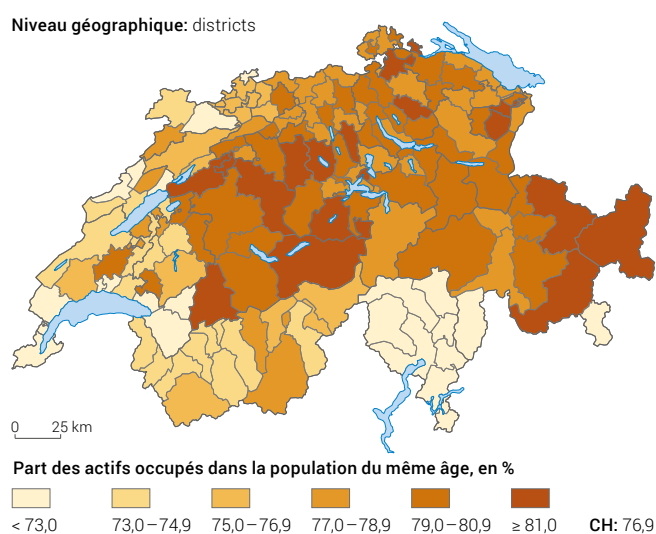 Niveau géographique: districts
0 25 km
Part des actifs occupés dans la population du même âge, en %
< 73,0 73,0–74,9 75,0–76,9 77,0–78,9 79,0–80,9 ≥ 81,0 CH: 76,9